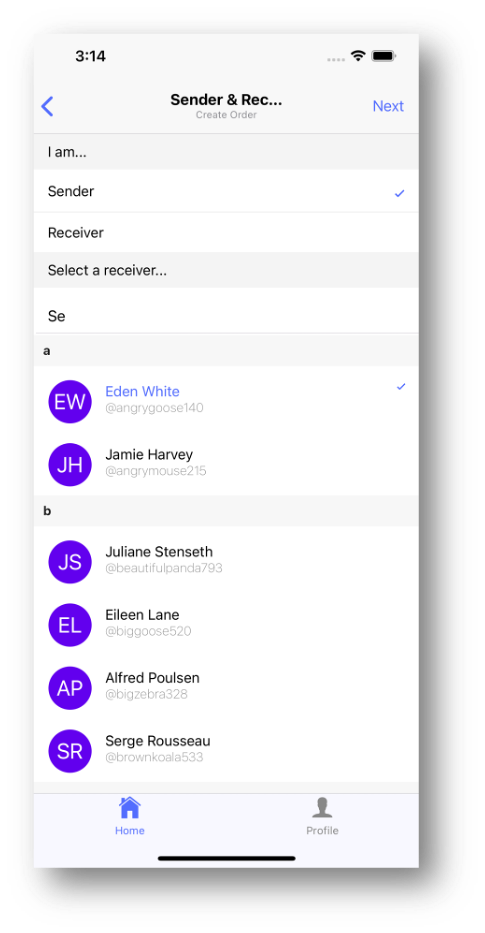 3:14
Sender & Rec...
Create Order
Next
I am...
Sender
Receiver
Select a receiver...
Se
a
EW
Eden White
@angrygoose140
JH
Jamie Harvey
@angrymouse215
b
JS
Juliane Stenseth
@beautifulpanda793
EL
Eileen Lane
@biggoose520
AP
Alfred Poulsen
@bigzebra328
SR
Serge Rousseau
@brownkoala533
Home
Profile